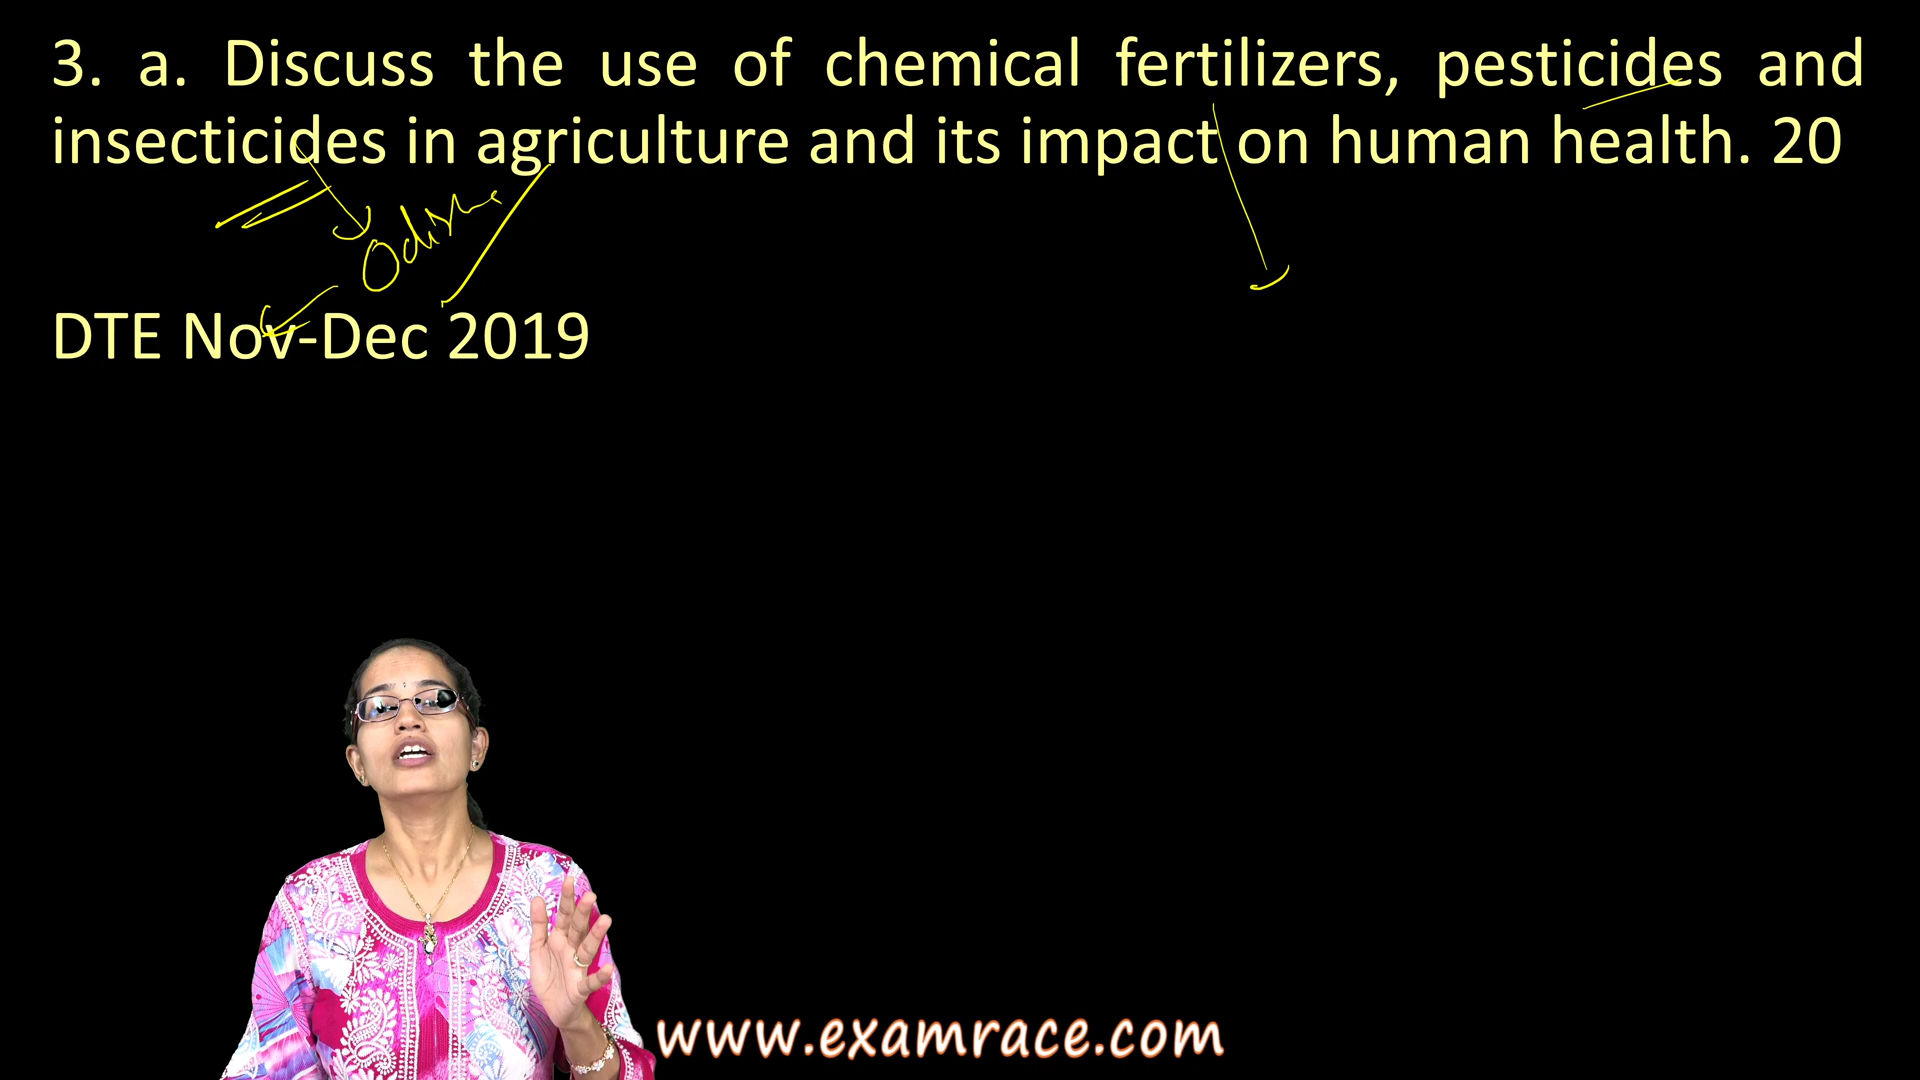 3. a. Discuss the use of chemical fertilizers, pesticides and
insecticides in agriculture and its impact on human health. 20
Odisha
DTE Nov-Dec 2019
www.examrace.com